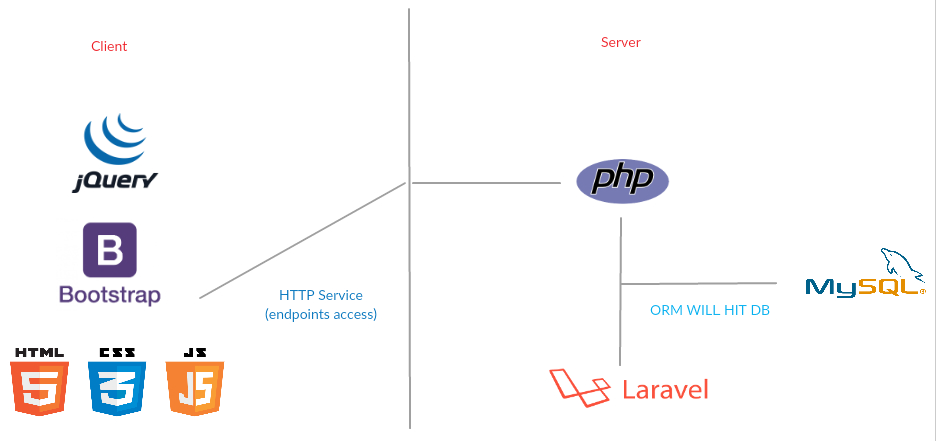 Client
Server
jQuery
php
B
Bootstrap
MySQL®
HTTP Service
(endpoints access)
ORM WILL HIT DB
HTML
CSS
JS
5
3
JS
Laravel